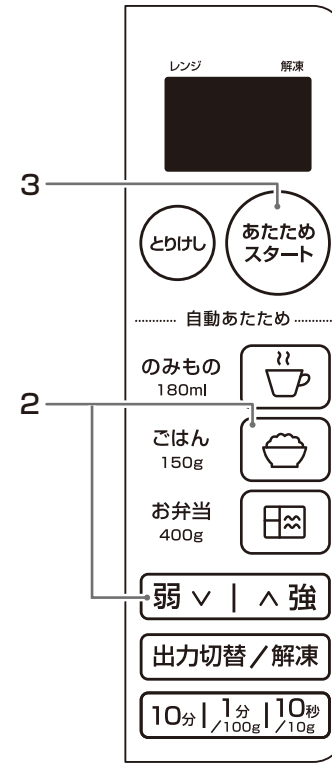 レンジ 解凍
3
とりけし
あたため
スタート
自動あたため
のみもの
180ml
2
ごはん
150g
お弁当
400g
弱 ∨ | ∧ 強
出力切替／解凍
10分 | 1分/100g | 10秒/10g